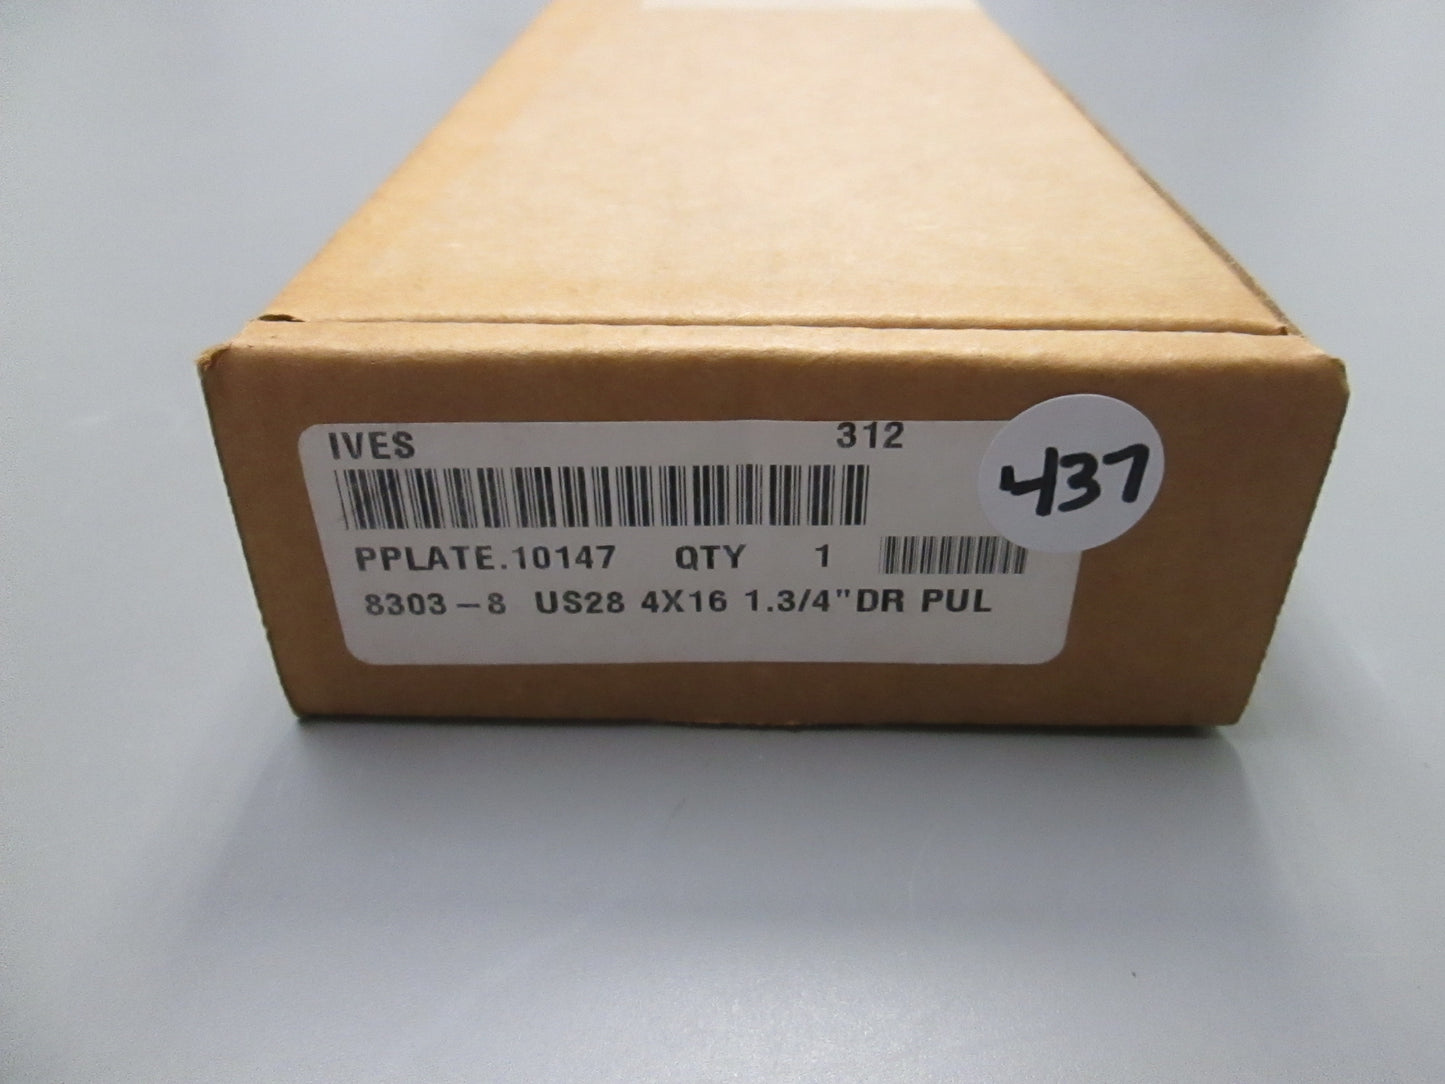 IVES 312
437
PPLATE.10147 QTY 1
8303-8 US28 4X16 1.3/4"DR PUL